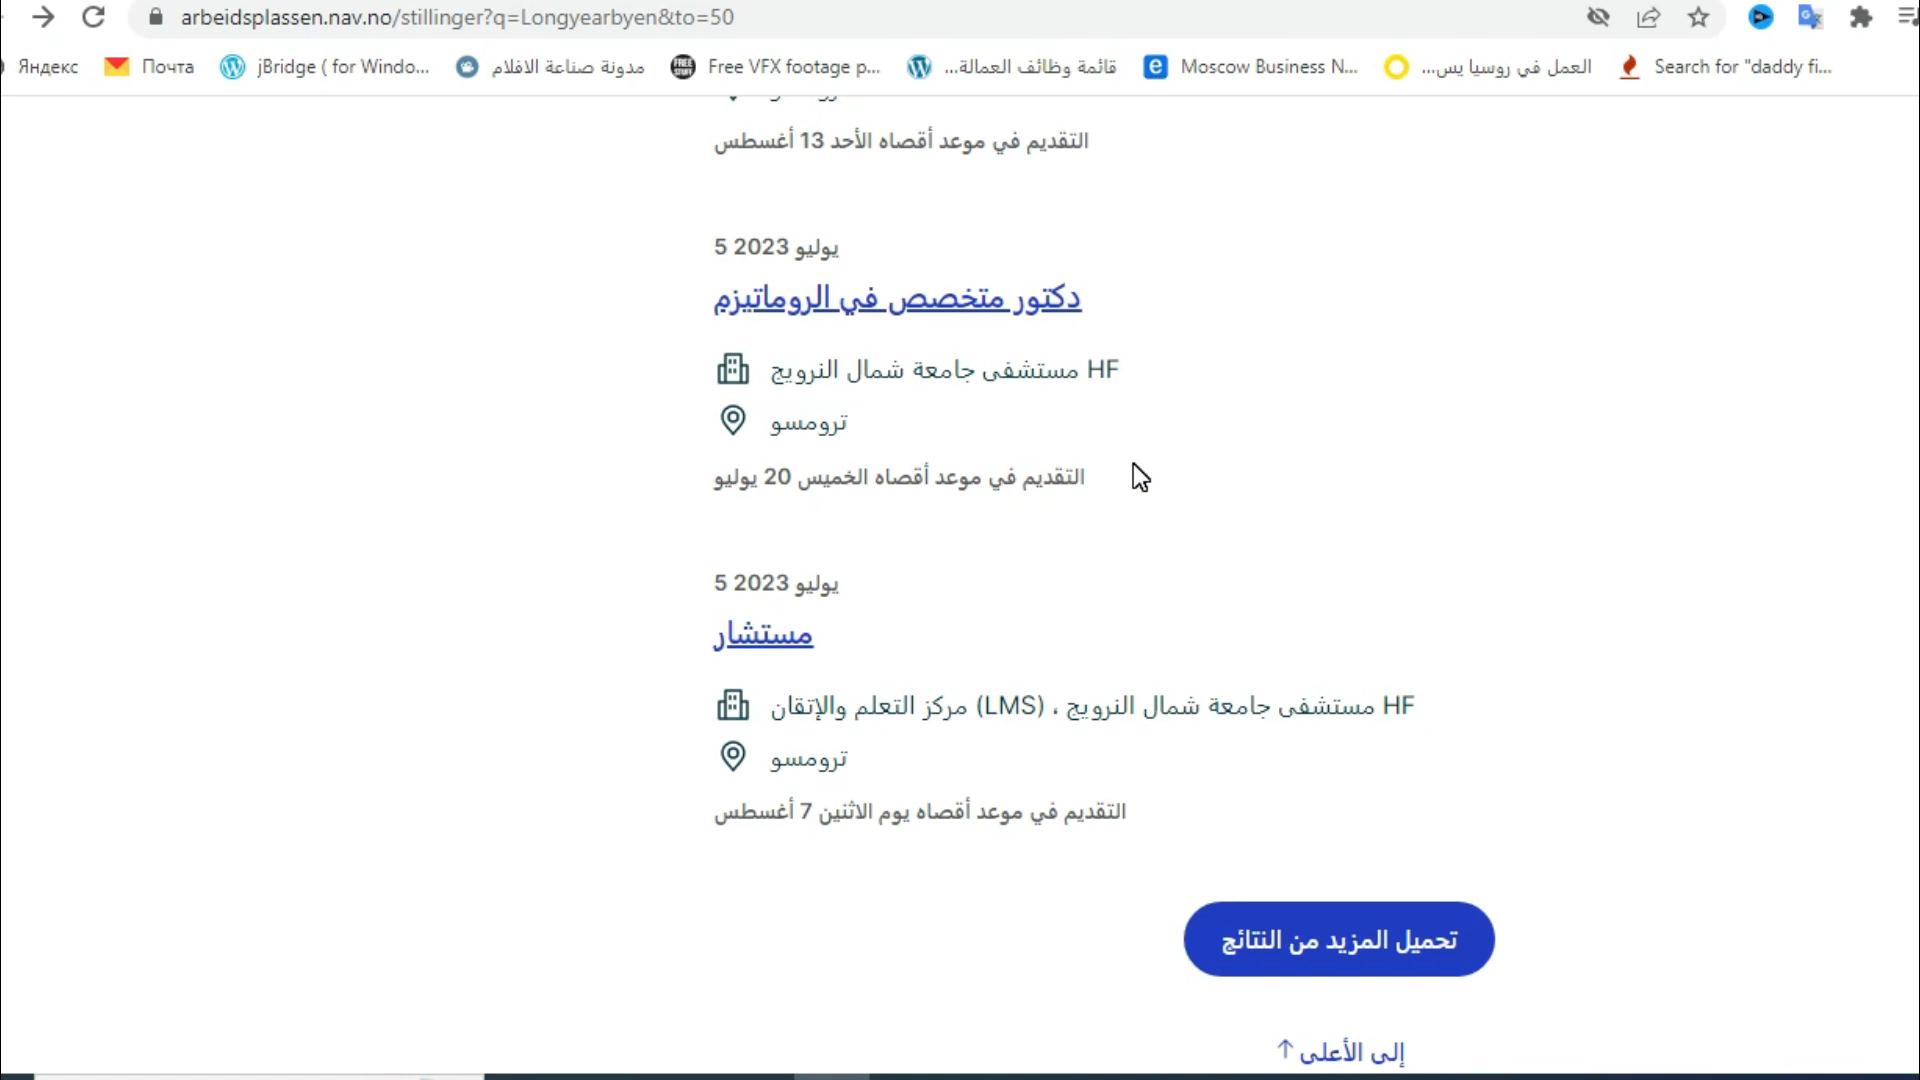 arbeidsplassen.nav.no/stillinger?q=Longyearbyen&to=50
Яндекс
Почта
jBridge ( for Windo...
مدونة صناعة الافلام
Free VFX footage p...
قائمة وظائف العمالة...
Moscow Business N...
العمل في روسيا يس...
Search for "daddy fi...
التقديم في موعد أقصاه الأحد 13 أغسطس
5 يوليو 2023
دكتور متخصص في الروماتيزم
HF مستشفى جامعة شمال النرويج
ترومسو
التقديم في موعد أقصاه الخميس 20 يوليو
5 يوليو 2023
مستشار
HF مستشفى جامعة شمال النرويج ، (LMS) مركز التعلم والإتقان
ترومسو
التقديم في موعد أقصاه يوم الاثنين 7 أغسطس
تحميل المزيد من النتائج
إلى الأعلى ↑